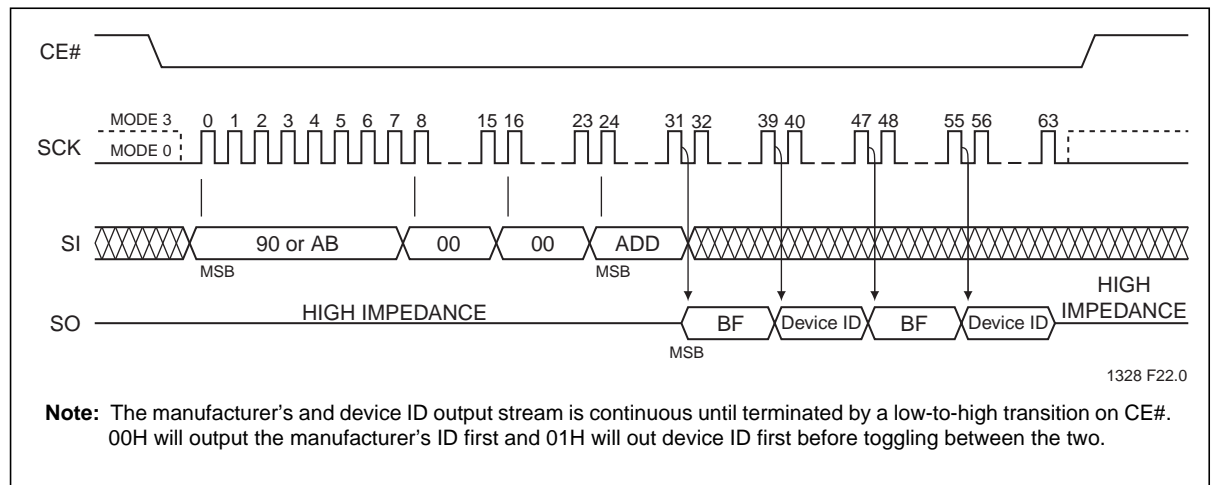 CE#
MODE 3 0 1 2 3 4 5 6 7 8 15 16 23 24 31 32 39 40 47 48 55 56 63
SCK MODE 0
SI 90 or AB 00 00 ADD
MSB MSB
HIGH IMPEDANCE
SO HIGH IMPEDANCE BF Device ID BF Device ID
MSB
1328 F22.0
Note: The manufacturer's and device ID output stream is continuous until terminated by a low-to-high transition on CE#.
00H will output the manufacturer's ID first and 01H will out device ID first before toggling between the two.